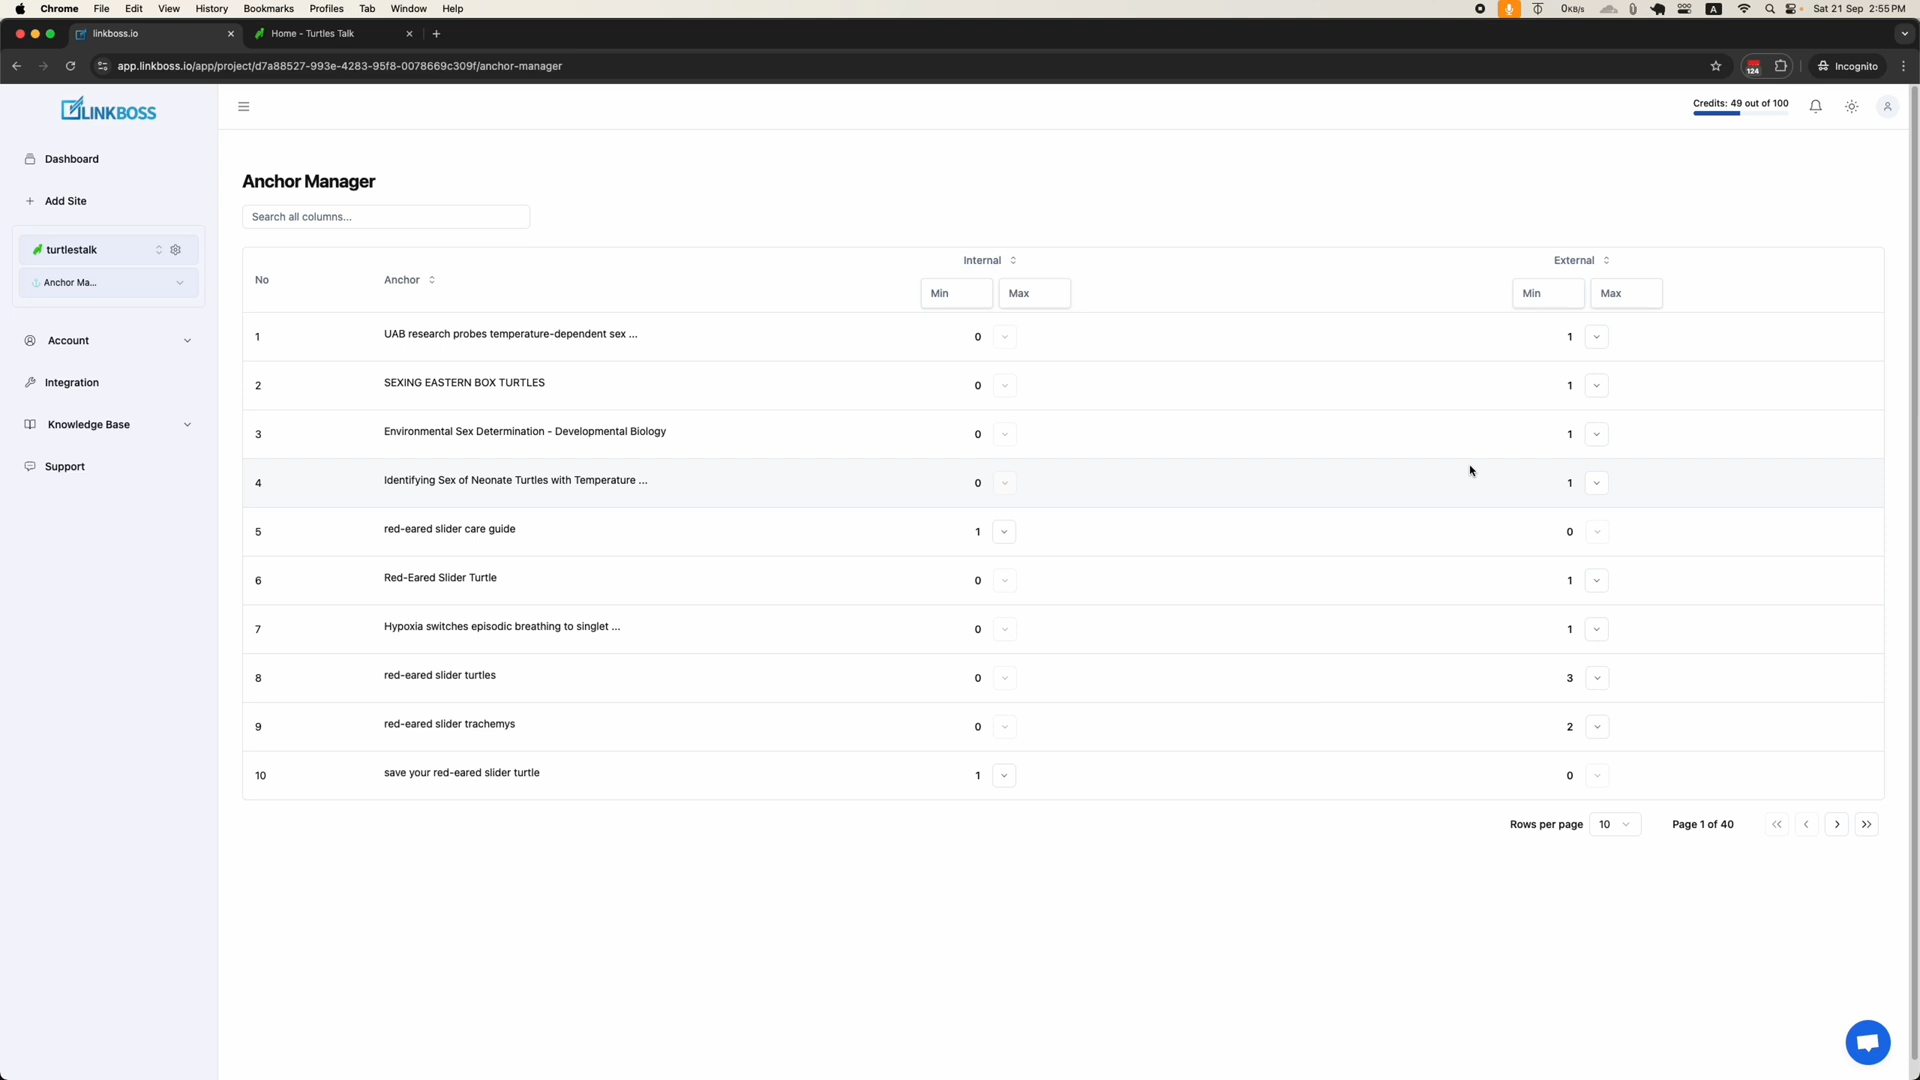 Chrome File Edit View History Bookmarks Profiles Tab Window Help
0KB/s A Sat 21 Sep 2:55 PM
linkboss.io
Home - Turtles Talk
app.linkboss.io/app/project/d7a88527-993e-4283-95f8-0078669c309f/anchor-manager
124
Incognito
LINKBOSS
Credits: 49 out of 100
Dashboard
Add Site
turtlestalk
Anchor Ma...
Account
Integration
Knowledge Base
Support
Anchor Manager
Search all columns...
No Anchor Internal External
Min Max Min Max
1 UAB research probes temperature-dependent sex ... 0 1
2 SEXING EASTERN BOX TURTLES 0 1
3 Environmental Sex Determination - Developmental Biology 0 1
4 Identifying Sex of Neonate Turtles with Temperature ... 0 1
5 red-eared slider care guide 1 0
6 Red-Eared Slider Turtle 0 1
7 Hypoxia switches episodic breathing to singlet ... 0 1
8 red-eared slider turtles 0 3
9 red-eared slider trachemys 0 2
10 save your red-eared slider turtle 1 0
Rows per page 10 Page 1 of 40